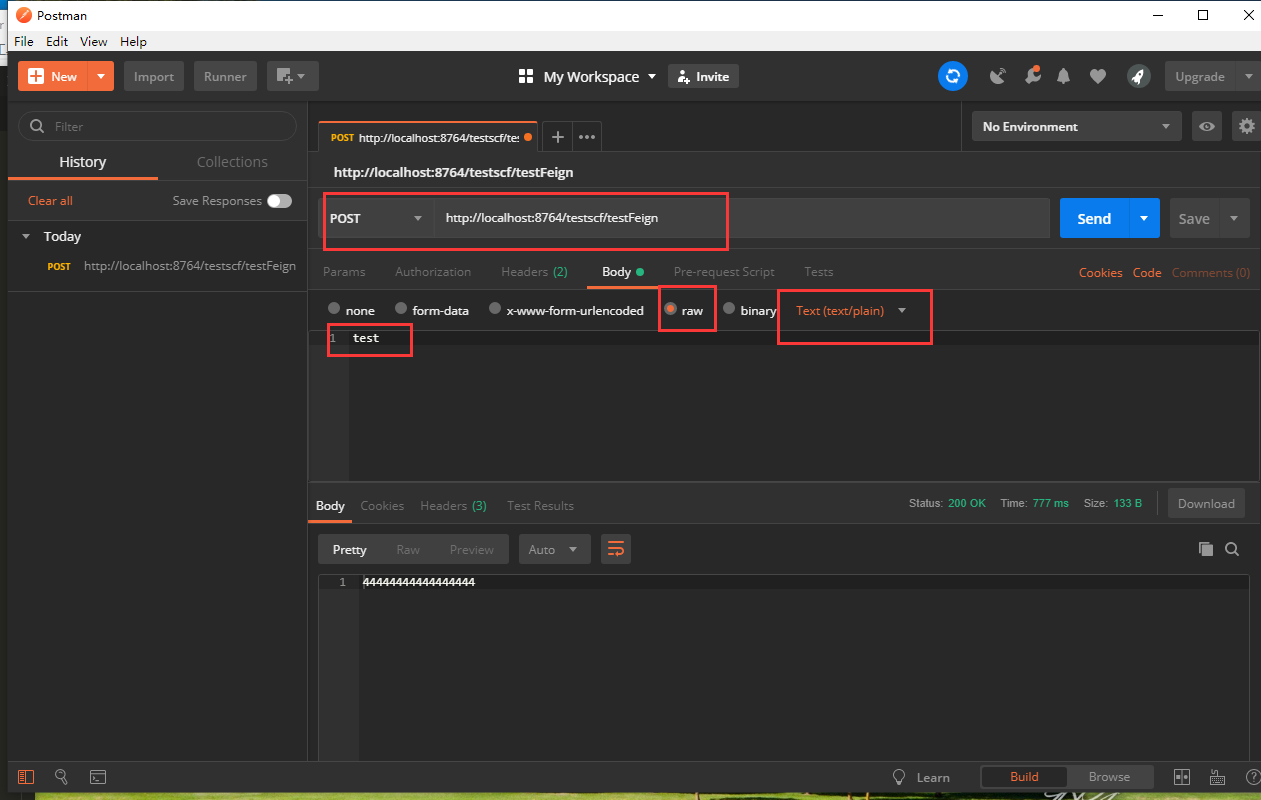 Postman
File Edit View Help
New Import Runner My Workspace Invite Upgrade
Filter
History Collections
Clear all Save Responses
Today
POST http://localhost:8764/testscf/testFeign
POST http://localhost:8764/testscf/tes No Environment
http://localhost:8764/testscf/testFeign
POST http://localhost:8764/testscf/testFeign Send Save
Params Authorization Headers (2) Body Pre-request Script Tests Cookies Code Comments (0)
none form-data x-www-form-urlencoded raw binary Text (text/plain)
1 test
Body Cookies Headers (3) Test Results Status: 200 OK Time: 777 ms Size: 133 B Download
Pretty Raw Preview Auto
1 44444444444444444
Learn Build Browse